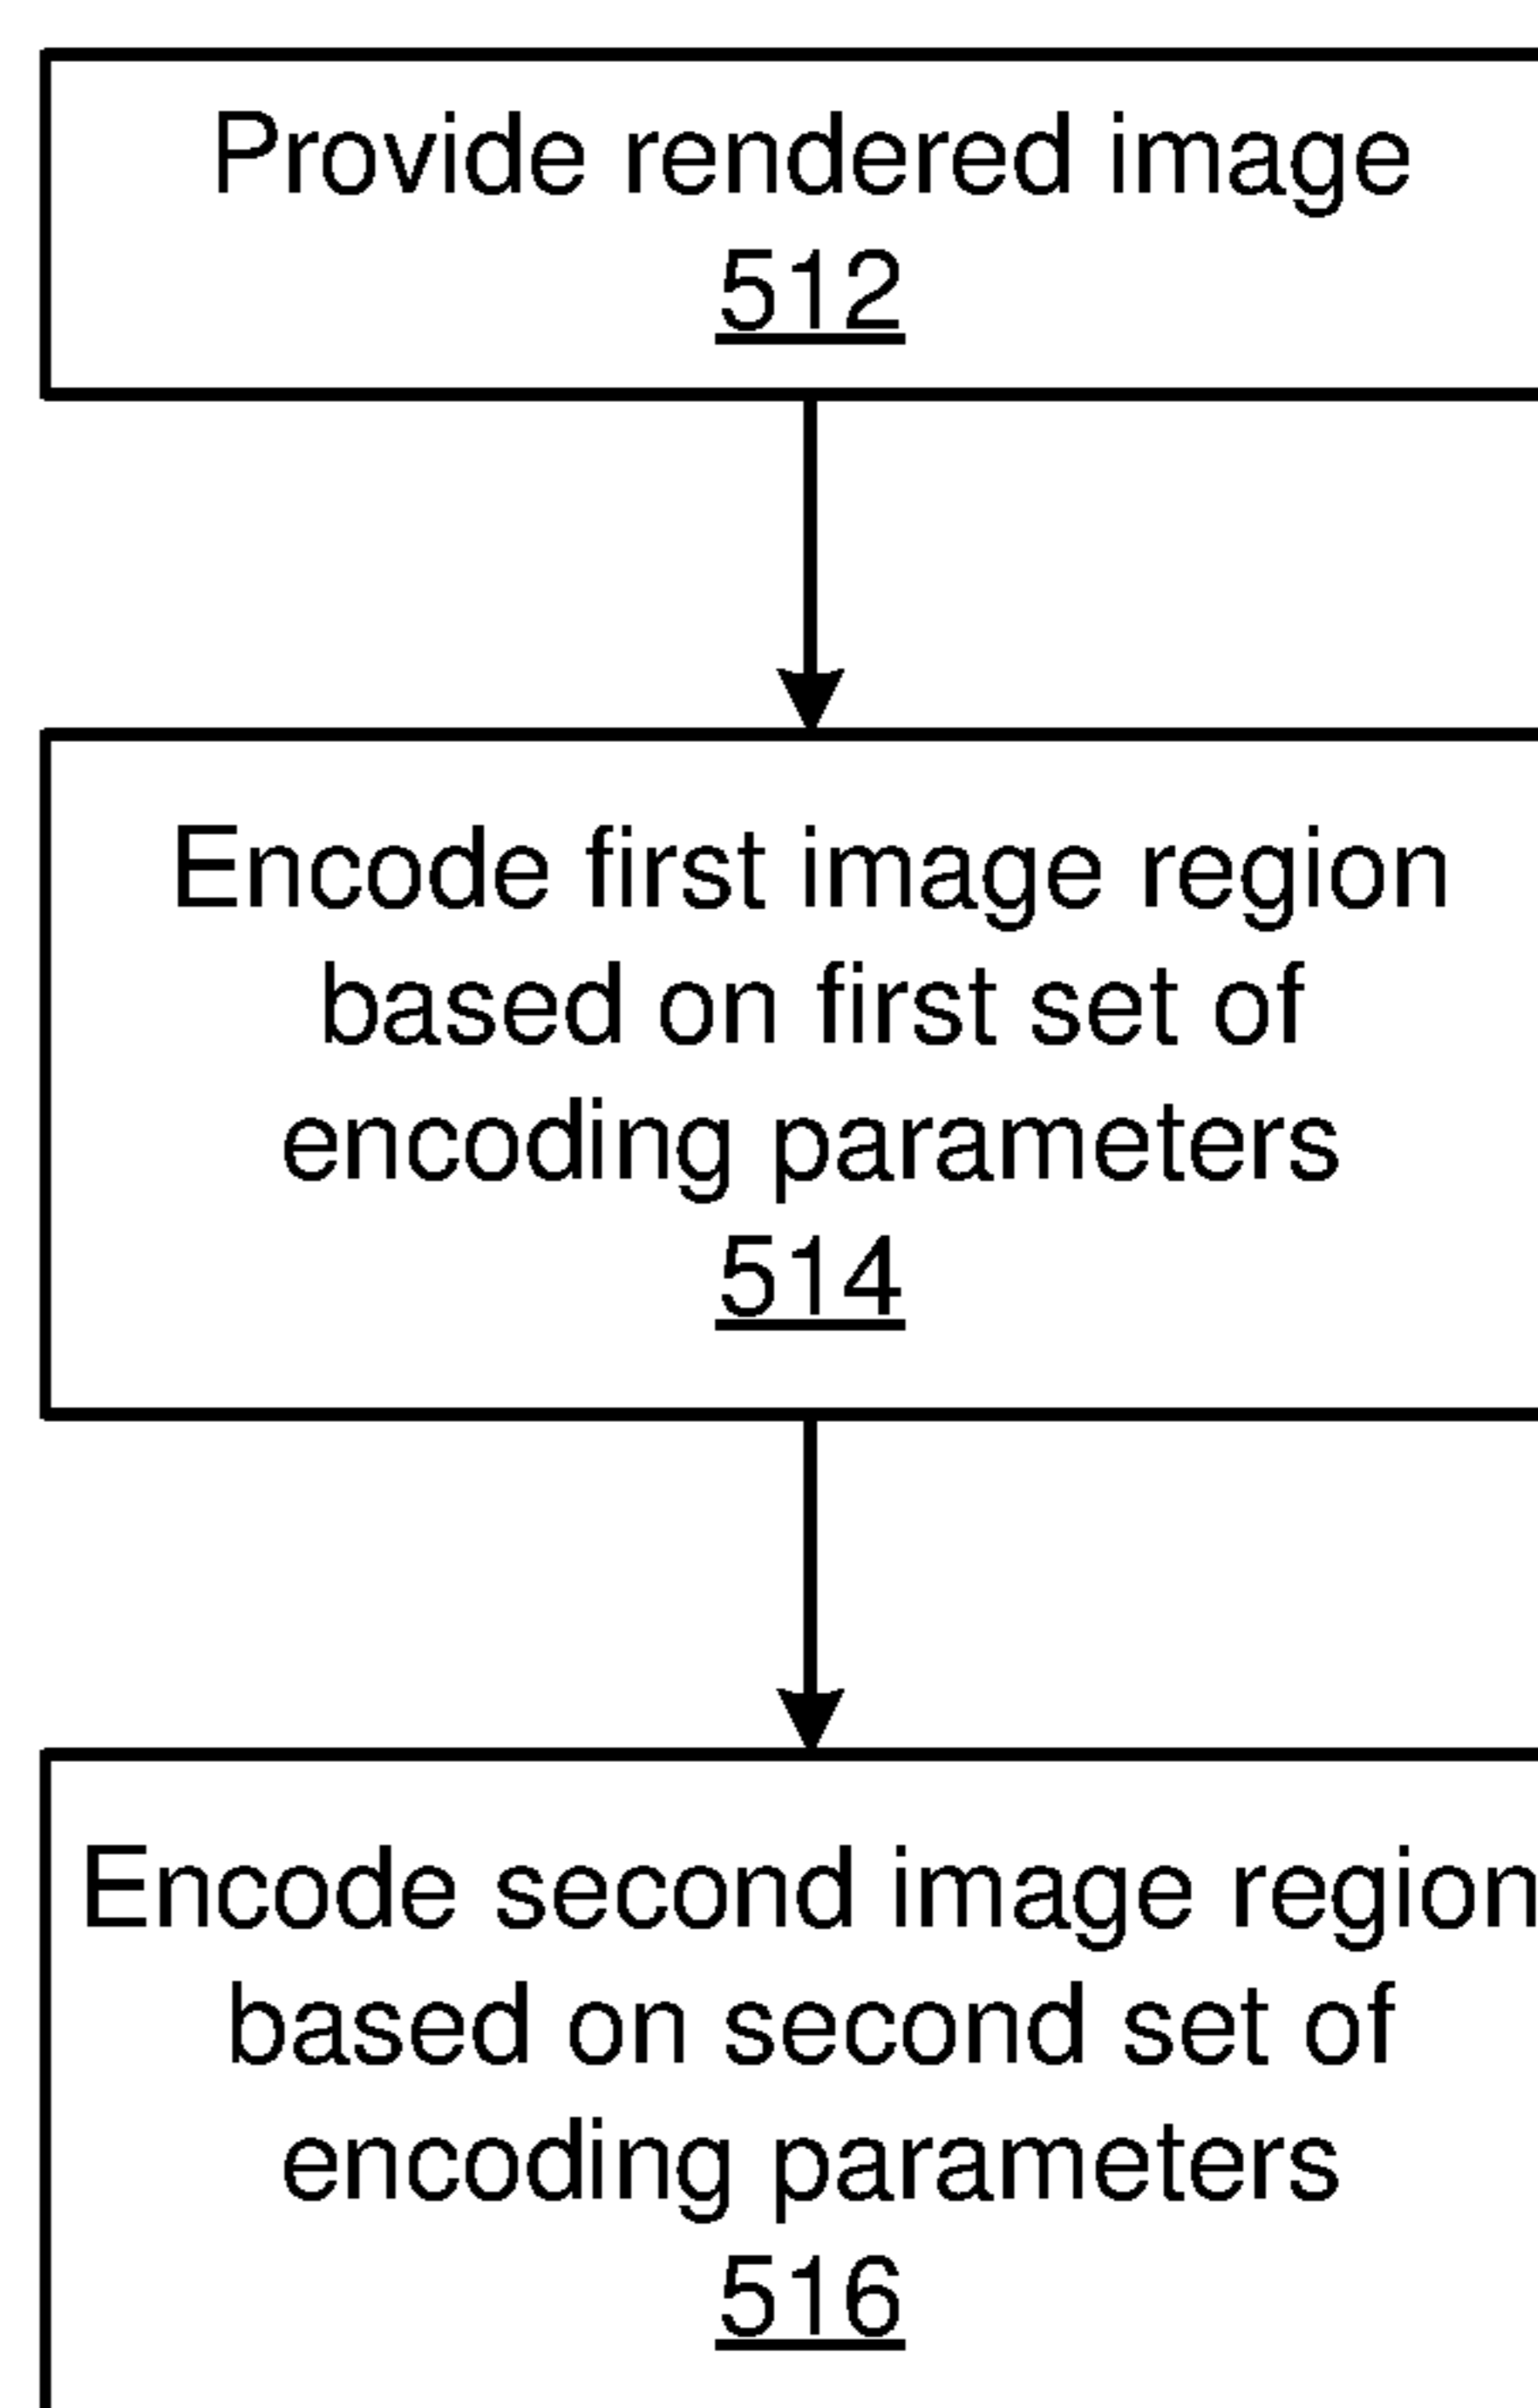 Provide rendered image
512
Encode first image region
based on first set of
encoding parameters
514
Encode second image region
based on second set of
encoding parameters
516